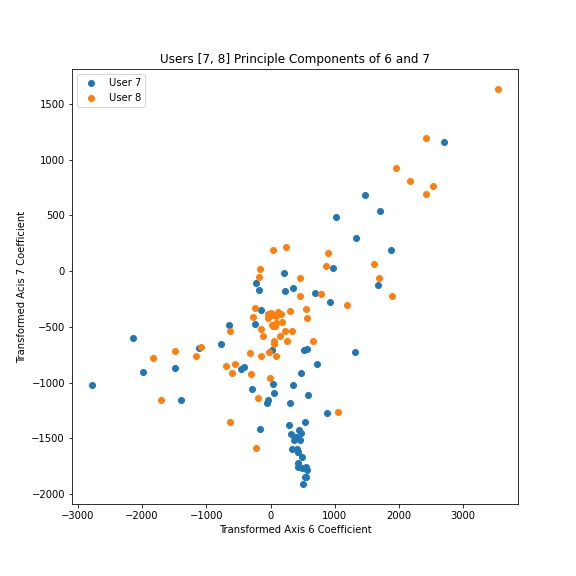 Users [7, 8] Principle Components of 6 and 7
User 7
User 8
1500
1000
500
0
−500
−1000
−1500
−2000
Transformed Acis 7 Coefficient
−3000 −2000 −1000 0 1000 2000 3000
Transformed Axis 6 Coefficient